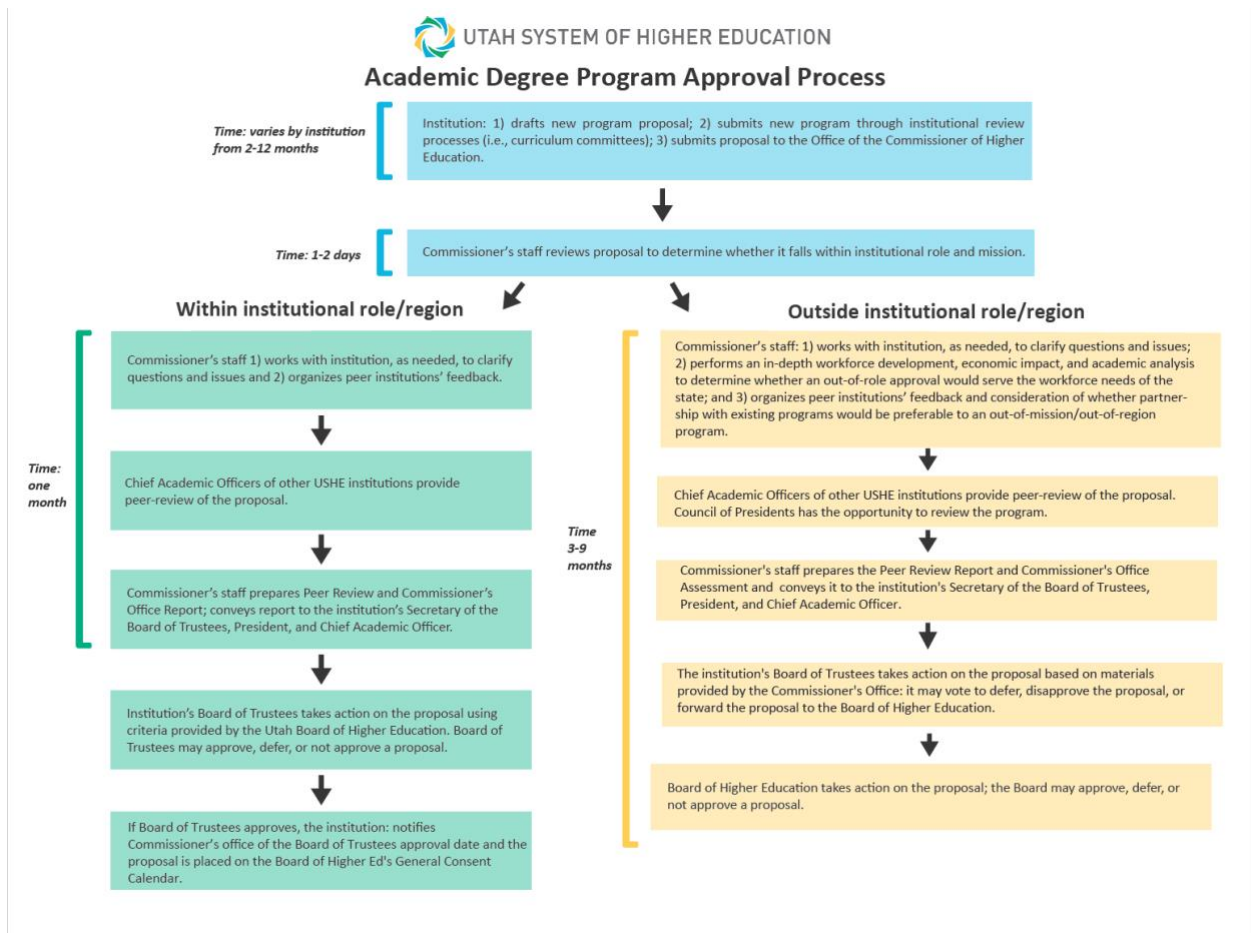 UTAH SYSTEM OF HIGHER EDUCATION
Academic Degree Program Approval Process
Time: varies by institution
from 2-12 months
Institution: 1) drafts new program proposal; 2) submits new program through institutional review
processes (i.e., curriculum committees); 3) submits proposal to the Office of the Commissioner of Higher
Education.
Time: 1-2 days
Commissioner's staff reviews proposal to determine whether it falls within institutional role and mission.
Within institutional role/region
Time:
one
month
Commissioner's staff 1) works with institution, as needed, to clarify
questions and issues and 2) organizes peer institutions' feedback.
Chief Academic Officers of other USHE institutions provide
peer-review of the proposal.
Commissioner's staff prepares Peer Review and Commissioner's
Office Report; conveys report to the institution's Secretary of the
Board of Trustees, President, and Chief Academic Officer.
Institution's Board of Trustees takes action on the proposal using
criteria provided by the Utah Board of Higher Education. Board of
Trustees may approve, defer, or not approve a proposal.
If Board of Trustees approves, the institution: notifies
Commissioner's office of the Board of Trustees approval date and the
proposal is placed on the Board of Higher Ed's General Consent
Calendar.
Outside institutional role/region
Time
3-9
months
Commissioner's staff: 1) works with institution, as needed, to clarify questions and issues;
2) performs an in-depth workforce development, economic impact, and academic analysis
to determine whether an out-of-role approval would serve the workforce needs of the
state; and 3) organizes peer institutions' feedback and consideration of whether partner-
ship with existing programs would be preferable to an out-of-mission/out-of-region
program.
Chief Academic Officers of other USHE institutions provide peer-review of the proposal.
Council of Presidents has the opportunity to review the program.
Commissioner's staff prepares the Peer Review Report and Commissioner's Office
Assessment and conveys it to the institution's Secretary of the Board of Trustees,
President, and Chief Academic Officer.
The institution's Board of Trustees takes action on the proposal based on materials
provided by the Commissioner's Office: it may vote to defer, disapprove the proposal, or
forward the proposal to the Board of Higher Education.
Board of Higher Education takes action on the proposal; the Board may approve, defer, or
not approve a proposal.